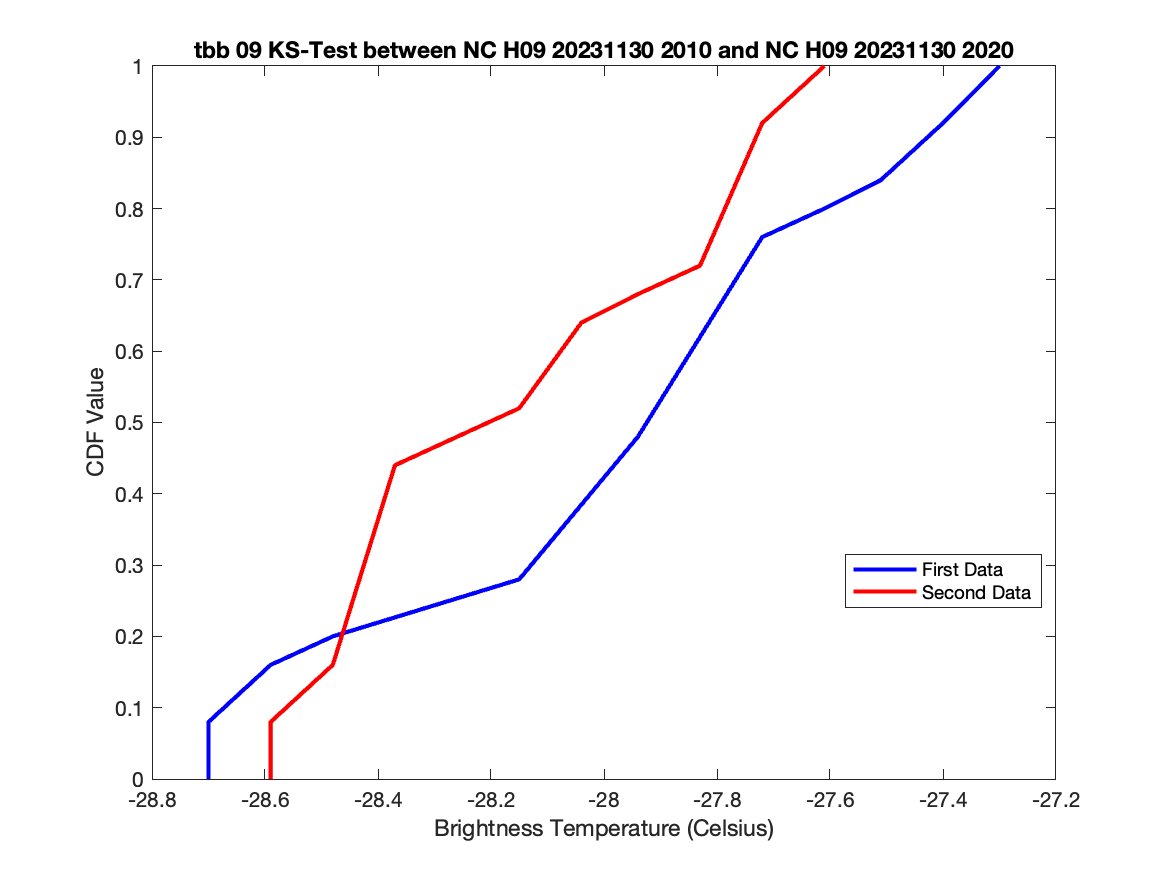 tbb 09 KS-Test between NC H09 20231130 2010 and NC H09 20231130 2020
1
0.9
0.8
0.7
0.6
0.5
0.4
0.3
0.2
0.1
0
CDF Value
First Data
Second Data
-28.8 -28.6 -28.4 -28.2 -28 -27.8 -27.6 -27.4 -27.2
Brightness Temperature (Celsius)